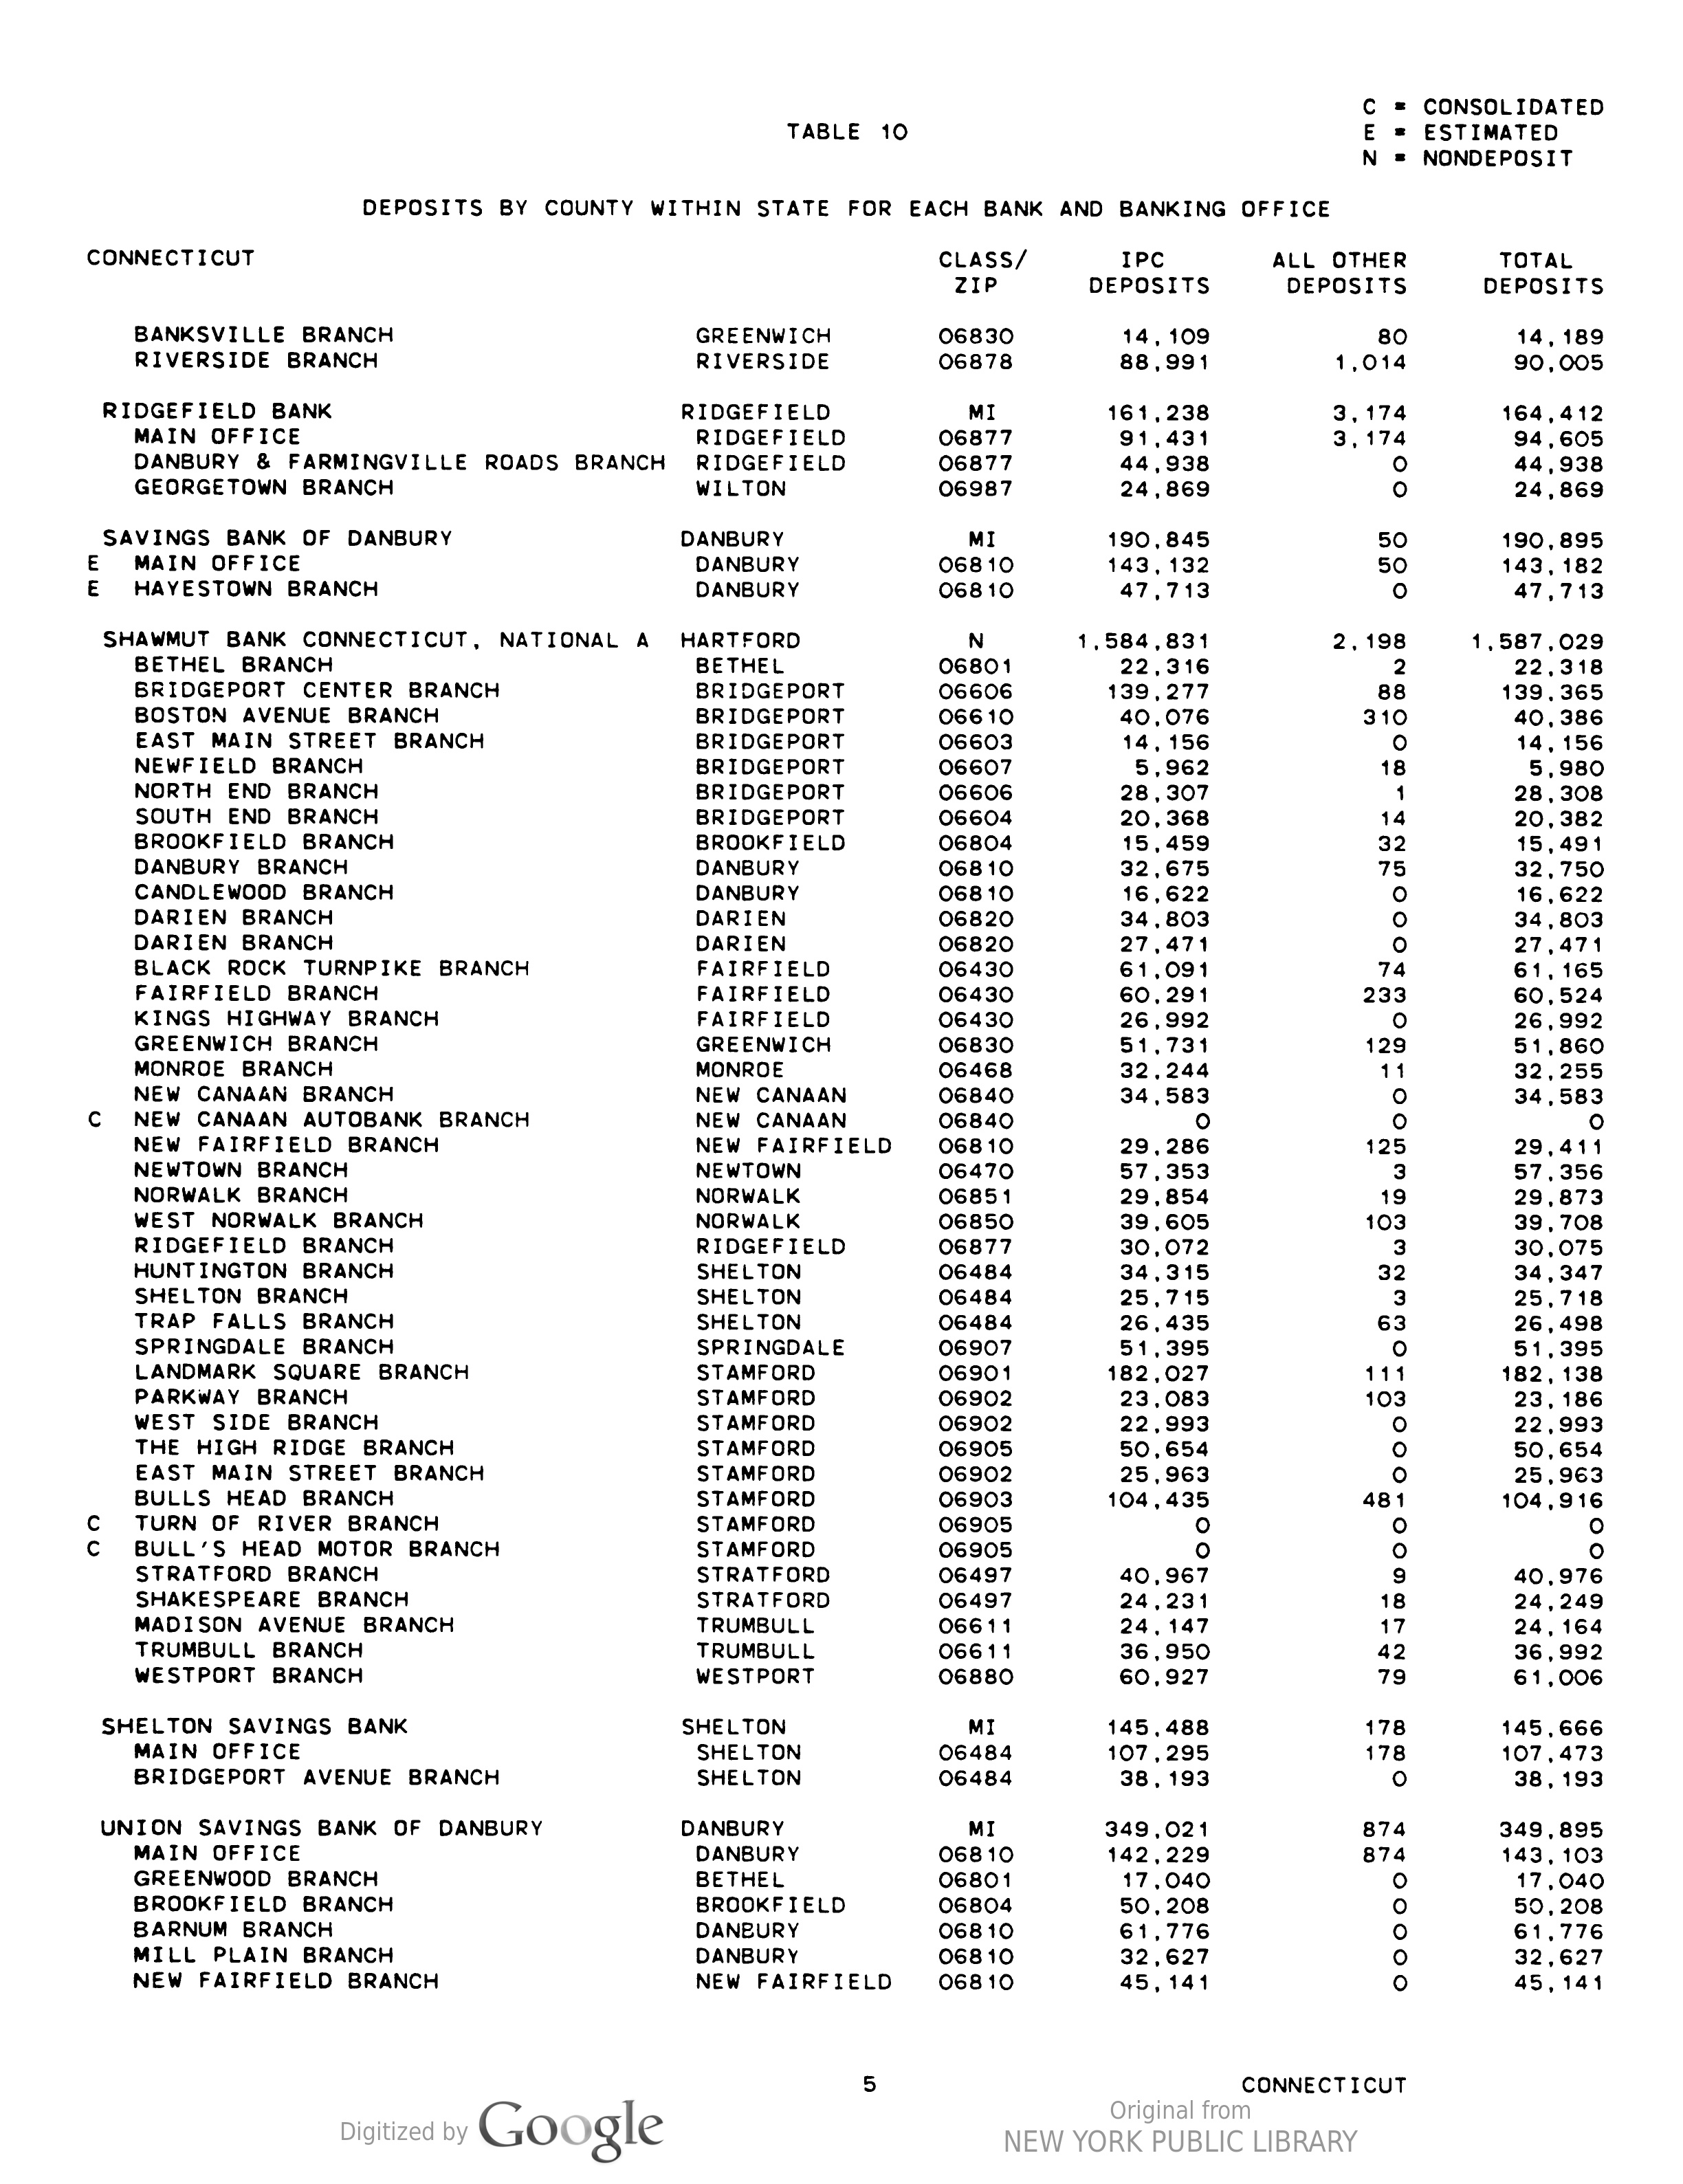 C = CONSOLIDATED
TABLE 10
E = ESTIMATED
N = NONDEPOSIT
DEPOSITS BY COUNTY WITHIN STATE FOR EACH BANK AND BANKING OFFICE
CONNECTICUT CLASS/ IPC ALL OTHER TOTAL
ZIP DEPOSITS DEPOSITS DEPOSITS
BANKSVILLE BRANCH GREENWICH 06830 14,109 80 14,189
RIVERSIDE BRANCH RIVERSIDE 06878 88,991 1,014 90,005
RIDGEFIELD BANK RIDGEFIELD MI 161,238 3,174 164,412
MAIN OFFICE RIDGEFIELD 06877 91,431 3,174 94,605
DANBURY & FARMINGVILLE ROADS BRANCH RIDGEFIELD 06877 44,938 0 44,938
GEORGETOWN BRANCH WILTON 06987 24,869 0 24,869
SAVINGS BANK OF DANBURY DANBURY MI 190,845 50 190,895
E MAIN OFFICE DANBURY 06810 143,132 50 143,182
E HAYESTOWN BRANCH DANBURY 06810 47,713 0 47,713
SHAWMUT BANK CONNECTICUT, NATIONAL A HARTFORD N 1,584,831 2,198 1,587,029
BETHEL BRANCH BETHEL 06801 22,316 2 22,318
BRIDGEPORT CENTER BRANCH BRIDGEPORT 06606 139,277 88 139,365
BOSTON AVENUE BRANCH BRIDGEPORT 06610 40,076 310 40,386
EAST MAIN STREET BRANCH BRIDGEPORT 06603 14,156 0 14,156
NEWFIELD BRANCH BRIDGEPORT 06607 5,962 18 5,980
NORTH END BRANCH BRIDGEPORT 06606 28,307 1 28,308
SOUTH END BRANCH BRIDGEPORT 06604 20,368 14 20,382
BROOKFIELD BRANCH BROOKFIELD 06804 15,459 32 15,491
DANBURY BRANCH DANBURY 06810 32,675 75 32,750
CANDLEWOOD BRANCH DANBURY 06810 16,622 0 16,622
DARIEN BRANCH DARIEN 06820 34,803 0 34,803
DARIEN BRANCH DARIEN 06820 27,471 0 27,471
BLACK ROCK TURNPIKE BRANCH FAIRFIELD 06430 61,091 74 61,165
FAIRFIELD BRANCH FAIRFIELD 06430 60,291 233 60,524
KINGS HIGHWAY BRANCH FAIRFIELD 06430 26,992 0 26,992
GREENWICH BRANCH GREENWICH 06830 51,731 129 51,860
MONROE BRANCH MONROE 06468 32,244 11 32,255
NEW CANAAN BRANCH NEW CANAAN 06840 34,583 0 34,583
C NEW CANAAN AUTOBANK BRANCH NEW CANAAN 06840 0 0 0
NEW FAIRFIELD BRANCH NEW FAIRFIELD 06810 29,286 125 29,411
NEWTOWN BRANCH NEWTOWN 06470 57,353 3 57,356
NORWALK BRANCH NORWALK 06851 29,854 19 29,873
WEST NORWALK BRANCH NORWALK 06850 39,605 103 39,708
RIDGEFIELD BRANCH RIDGEFIELD 06877 30,072 3 30,075
HUNTINGTON BRANCH SHELTON 06484 34,315 32 34,347
SHELTON BRANCH SHELTON 06484 25,715 3 25,718
TRAP FALLS BRANCH SHELTON 06484 26,435 63 26,498
SPRINGDALE BRANCH SPRINGDALE 06907 51,395 0 51,395
LANDMARK SQUARE BRANCH STAMFORD 06901 182,027 111 182,138
PARKWAY BRANCH STAMFORD 06902 23,083 103 23,186
WEST SIDE BRANCH STAMFORD 06902 22,993 0 22,993
THE HIGH RIDGE BRANCH STAMFORD 06905 50,654 0 50,654
EAST MAIN STREET BRANCH STAMFORD 06902 25,963 0 25,963
BULLS HEAD BRANCH STAMFORD 06903 104,435 481 104,916
C TURN OF RIVER BRANCH STAMFORD 06905 0 0 0
C BULL'S HEAD MOTOR BRANCH STAMFORD 06905 0 0 0
STRATFORD BRANCH STRATFORD 06497 40,967 9 40,976
SHAKESPEARE BRANCH STRATFORD 06497 24,231 18 24,249
MADISON AVENUE BRANCH TRUMBULL 06611 24,147 17 24,164
TRUMBULL BRANCH TRUMBULL 06611 36,950 42 36,992
WESTPORT BRANCH WESTPORT 06880 60,927 79 61,006
SHELTON SAVINGS BANK SHELTON MI 145,488 178 145,666
MAIN OFFICE SHELTON 06484 107,295 178 107,473
BRIDGEPORT AVENUE BRANCH SHELTON 06484 38,193 0 38,193
UNION SAVINGS BANK OF DANBURY DANBURY MI 349,021 874 349,895
MAIN OFFICE DANBURY 06810 142,229 874 143,103
GREENWOOD BRANCH BETHEL 06801 17,040 0 17,040
BROOKFIELD BRANCH BROOKFIELD 06804 50,208 0 50,208
BARNUM BRANCH DANBURY 06810 61,776 0 61,776
MILL PLAIN BRANCH DANBURY 06810 32,627 0 32,627
NEW FAIRFIELD BRANCH NEW FAIRFIELD 06810 45,141 0 45,141
5 CONNECTICUT
Digitized by Google
Original from
NEW YORK PUBLIC LIBRARY